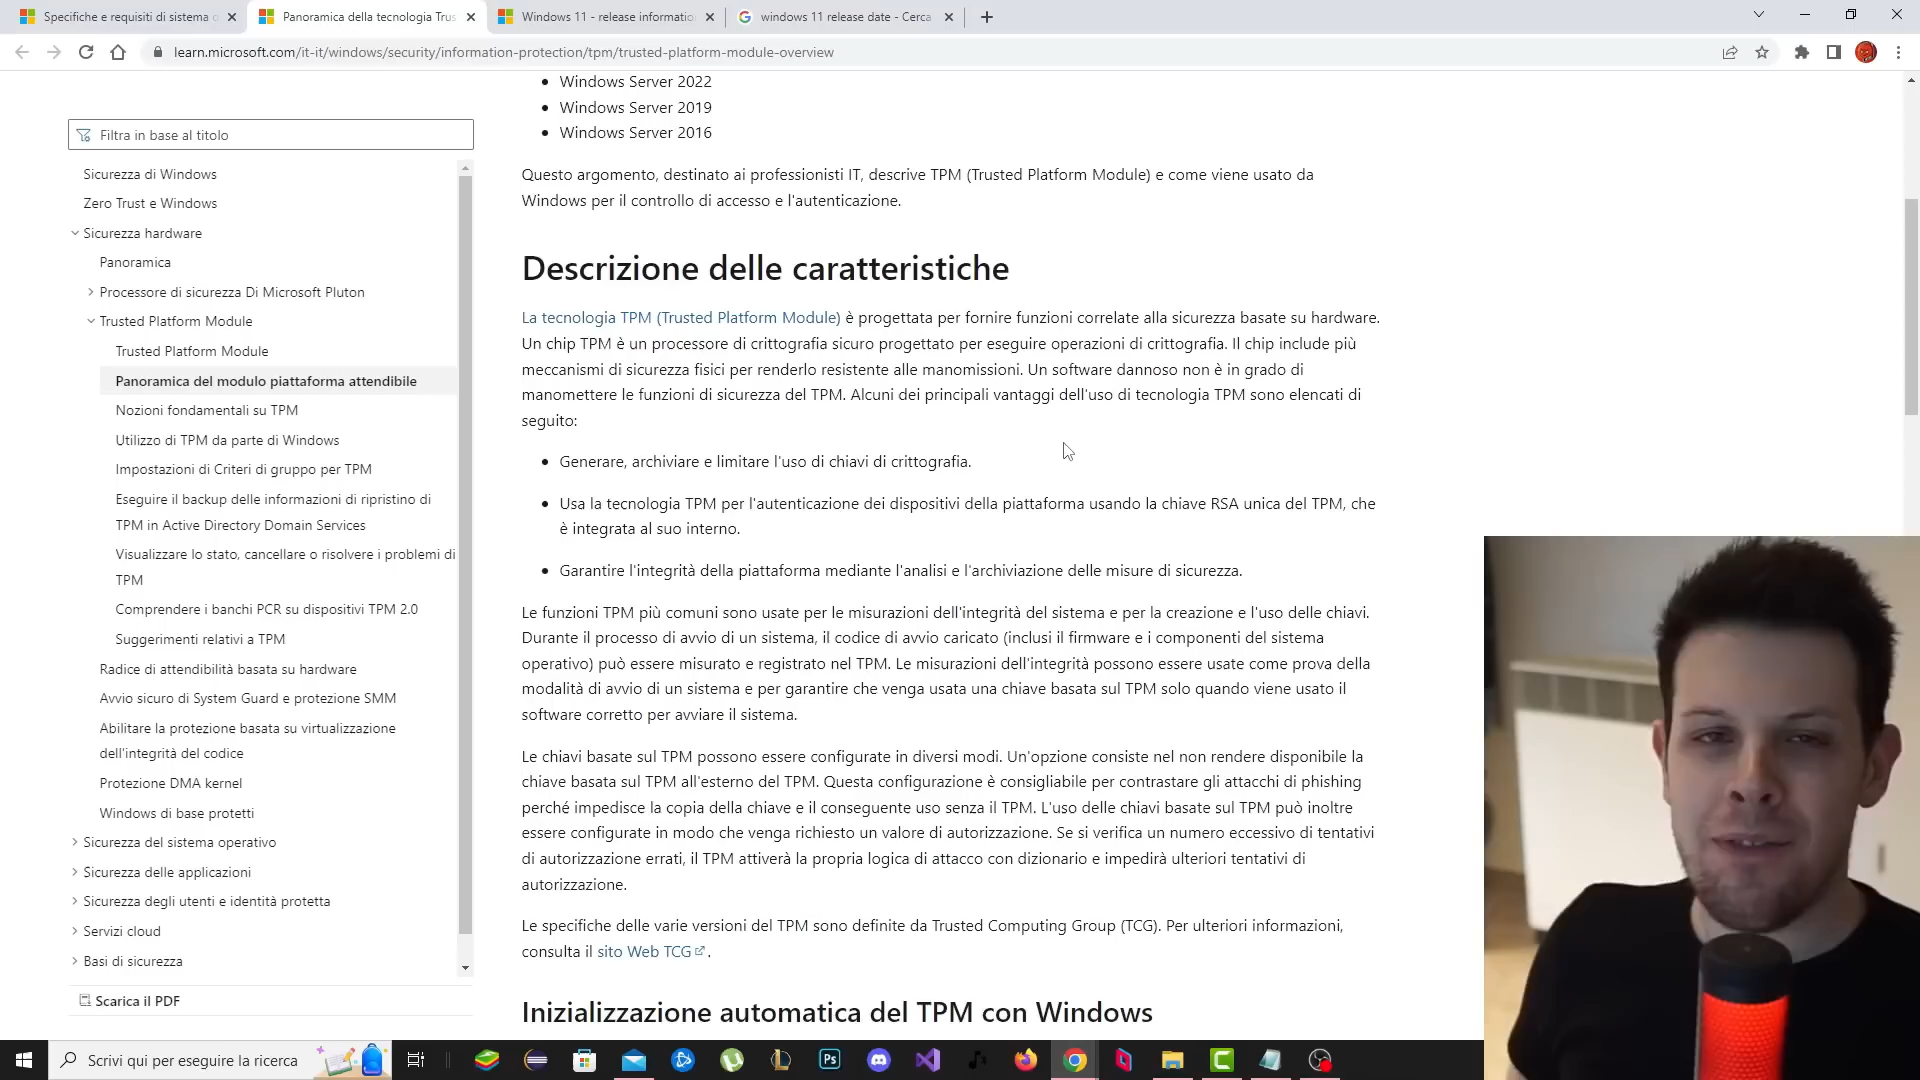 Specifiche e requisiti di sistema
Panoramica della tecnologia Trus
Windows 11 - release informatio
windows 11 release date - Cerca
learn.microsoft.com/it-it/windows/security/information-protection/tpm/trusted-platform-module-overview
Filtra in base al titolo
Sicurezza di Windows
Zero Trust e Windows
Sicurezza hardware
Panoramica
Processore di sicurezza Di Microsoft Pluton
Trusted Platform Module
Trusted Platform Module
Panoramica del modulo piattaforma attendibile
Nozioni fondamentali su TPM
Utilizzo di TPM da parte di Windows
Impostazioni di Criteri di gruppo per TPM
Eseguire il backup delle informazioni di ripristino di
TPM in Active Directory Domain Services
Visualizzare lo stato, cancellare o risolvere i problemi di
TPM
Comprendere i banchi PCR su dispositivi TPM 2.0
Suggerimenti relativi a TPM
Radice di attendibilità basata su hardware
Avvio sicuro di System Guard e protezione SMM
Abilitare la protezione basata su virtualizzazione
dell'integrità del codice
Protezione DMA kernel
Windows di base protetti
Sicurezza del sistema operativo
Sicurezza delle applicazioni
Sicurezza degli utenti e identità protetta
Servizi cloud
Basi di sicurezza
Scarica il PDF
• Windows Server 2022
• Windows Server 2019
• Windows Server 2016
Questo argomento, destinato ai professionisti IT, descrive TPM (Trusted Platform Module) e come viene usato da
Windows per il controllo di accesso e l'autenticazione.
Descrizione delle caratteristiche
La tecnologia TPM (Trusted Platform Module) è progettata per fornire funzioni correlate alla sicurezza basate su hardware.
Un chip TPM è un processore di crittografia sicuro progettato per eseguire operazioni di crittografia. Il chip include più
meccanismi di sicurezza fisici per renderlo resistente alle manomissioni. Un software dannoso non è in grado di
manomettere le funzioni di sicurezza del TPM. Alcuni dei principali vantaggi dell'uso di tecnologia TPM sono elencati di
seguito:
• Generare, archiviare e limitare l'uso di chiavi di crittografia.
• Usa la tecnologia TPM per l'autenticazione dei dispositivi della piattaforma usando la chiave RSA unica del TPM, che
è integrata al suo interno.
• Garantire l'integrità della piattaforma mediante l'analisi e l'archiviazione delle misure di sicurezza.
Le funzioni TPM più comuni sono usate per le misurazioni dell'integrità del sistema e per la creazione e l'uso delle chiavi.
Durante il processo di avvio di un sistema, il codice di avvio caricato (inclusi il firmware e i componenti del sistema
operativo) può essere misurato e registrato nel TPM. Le misurazioni dell'integrità possono essere usate come prova della
modalità di avvio di un sistema e per garantire che venga usata una chiave basata sul TPM solo quando viene usato il
software corretto per avviare il sistema.
Le chiavi basate sul TPM possono essere configurate in diversi modi. Un'opzione consiste nel non rendere disponibile la
chiave basata sul TPM all'esterno del TPM. Questa configurazione è consigliabile per contrastare gli attacchi di phishing
perché impedisce la copia della chiave e il conseguente uso senza il TPM. L'uso delle chiavi basate sul TPM può inoltre
essere configurate in modo che venga richiesto un valore di autorizzazione. Se si verifica un numero eccessivo di tentativi
di autorizzazione errati, il TPM attiverà la propria logica di attacco con dizionario e impedirà ulteriori tentativi di
autorizzazione.
Le specifiche delle varie versioni del TPM sono definite da Trusted Computing Group (TCG). Per ulteriori informazioni,
consulta il sito Web TCG.
Inizializzazione automatica del TPM con Windows
Scrivi qui per eseguire la ricerca
Ps